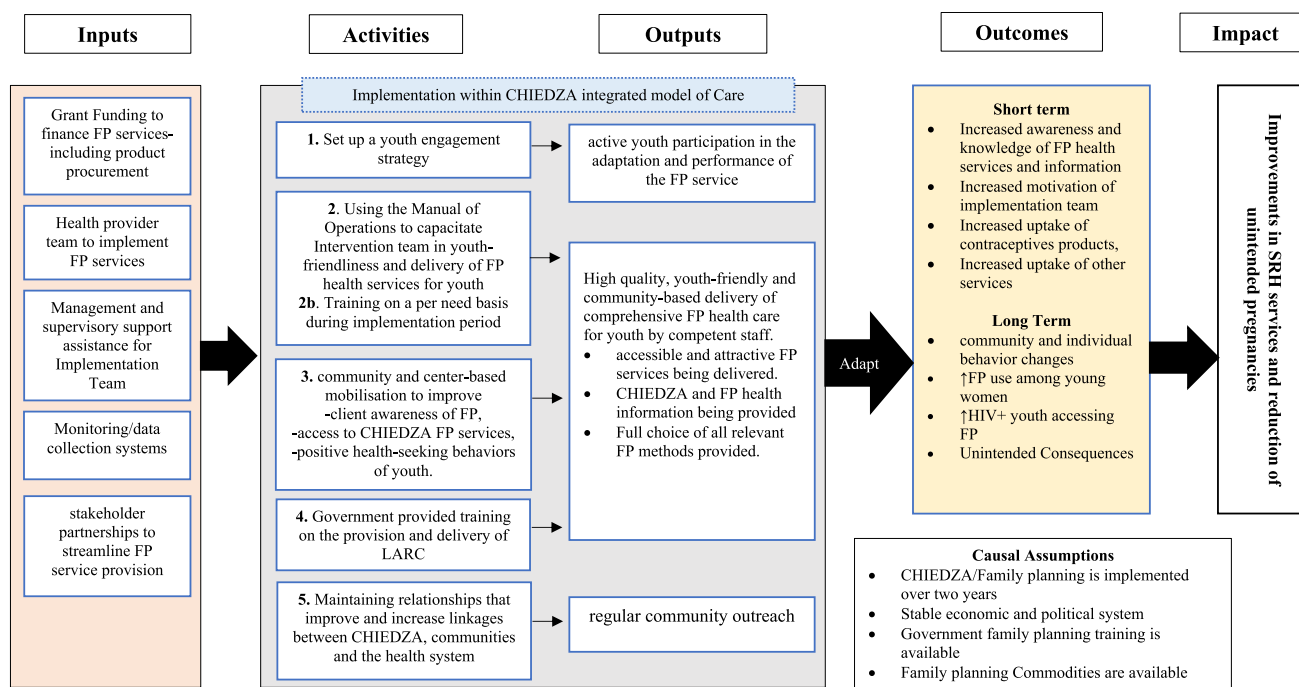 Inputs
Activities
Outputs
Outcomes
Impact
Grant Funding to
finance FP services-
including product
procurement
Health provider
team to implement
FP services
Management and
supervisory support
assistance for
Implementation
Team
Monitoring/data
collection systems
stakeholder
partnerships to
streamline FP
service provision
Implementation within CHIEDZA integrated model of Care
1. Set up a youth engagement
strategy
2. Using the Manual of
Operations to capacitate
Intervention team in youth-
friendliness and delivery of FP
health services for youth
2b. Training on a per need basis
during implementation period
3. community and center-based
mobilisation to improve
-client awareness of FP,
-access to CHIEDZA FP services,
-positive health-seeking behaviors
of youth.
4. Government provided training
on the provision and delivery of
LARC
5. Maintaining relationships that
improve and increase linkages
between CHIEDZA, communities
and the health system
active youth participation in the
adaptation and performance of
the FP service
High quality, youth-friendly and
community-based delivery of
comprehensive FP health care
for youth by competent staff.
• accessible and attractive FP
services being delivered.
• CHIEDZA and FP health
information being provided
• Full choice of all relevant
FP methods provided.
regular community outreach
Adapt
Short term
• Increased awareness and
knowledge of FP health
services and information
• Increased motivation of
implementation team
• Increased uptake of
contraceptives products,
• Increased uptake of other
services
Long Term
• community and individual
behavior changes
• ↑FP use among young
women
• ↑HIV+ youth accessing
FP
• Unintended Consequences
Improvements in SRH services and reduction of
unintended pregnancies
Causal Assumptions
• CHIEDZA/Family planning is implemented
over two years
• Stable economic and political system
• Government family planning training is
available
• Family planning Commodities are available